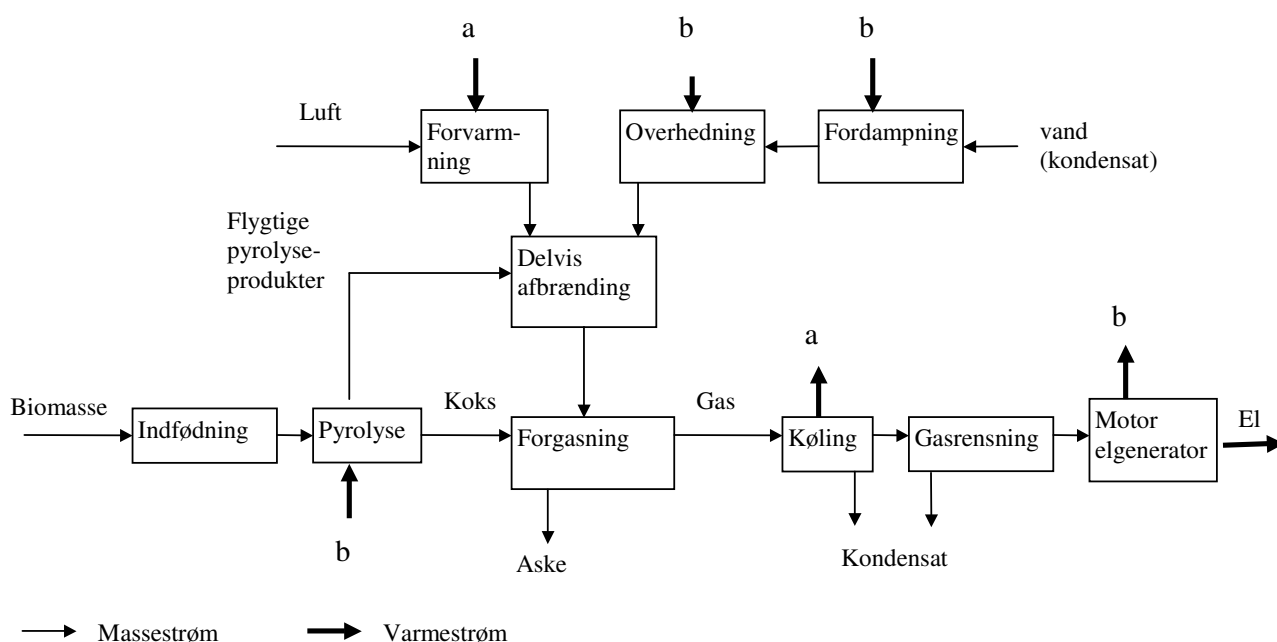 a
b
b
Luft
Forvarm-
ning
Overhedning
Fordampning
vand
(kondensat)
Flygtige
pyrolyse-
produkter
Delvis
afbrænding
b
a
Biomasse
Indfødning
Pyrolyse
Koks
Forgasning
Gas
Køling
Gasrensning
Motor
elgenerator
El
b
Aske
Kondensat
Massestrøm
Varmestrøm